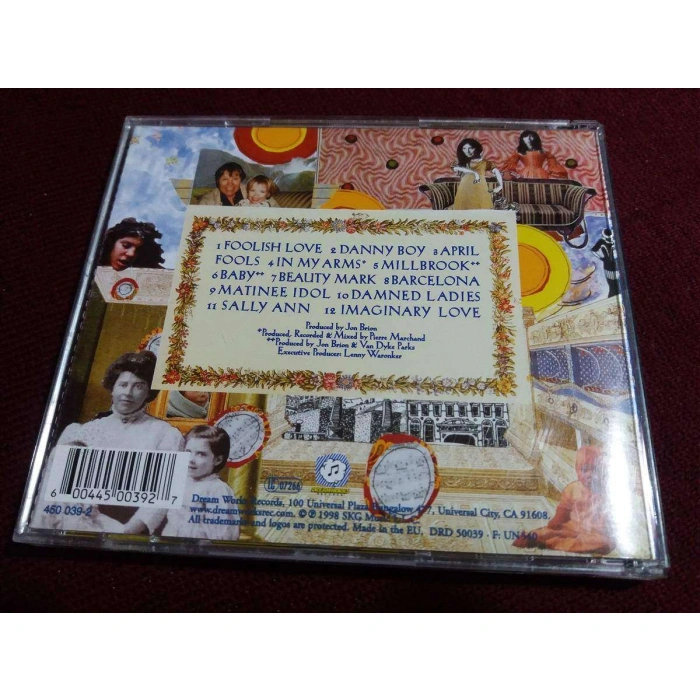 1 FOOLISH LOVE 2 DANNY BOY 3 APRIL
FOOLS 4 IN MY ARMS* 5 MILLBROOK**
6 BABY** 7 BEAUTY MARK 8 BARCELONA
9 MATINEE IDOL 10 DAMNED LADIES
11 SALLY ANN 12 IMAGINARY LOVE
Produced by Jon Brion
*Produced, Recorded & Mixed by Pierre Marchand
**Produced by Jon Brion & Van Dyke Parks
Executive Producer: Lenny Waronker
6 00445 00392 7
450 039-2
LC 07266
Dream Works Records, 100 Universal Plaza, Bungalow 477, Universal City, CA 91608.
www.dreamworksrec.com. © ℗ 1998 SKG
All trademarks and logos are protected. Made in the EU. DRD 50039 · F: UN